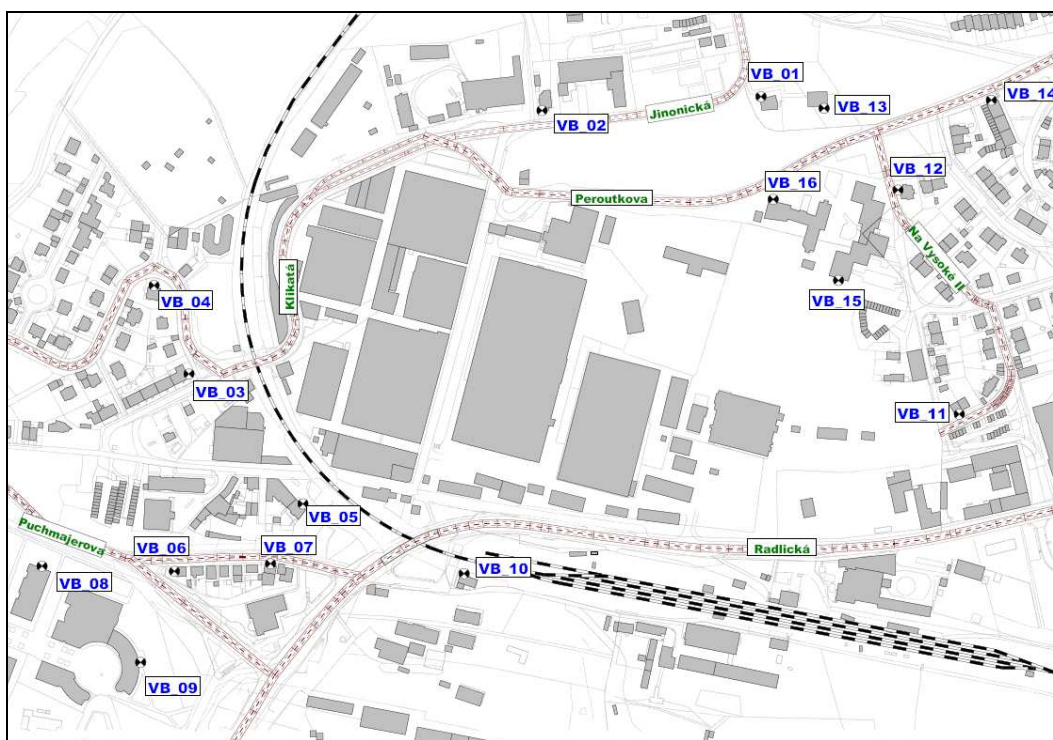 VB_01
VB_14
VB_13
Jinonická
VB_02
VB_12
VB_16
Peroutkova
Na Vysoké II
Klikatá
VB_04
VB_15
VB_03
VB_11
VB_05
Puchmajerova
VB_06
VB_07
Radlická
VB_10
VB_08
VB_09